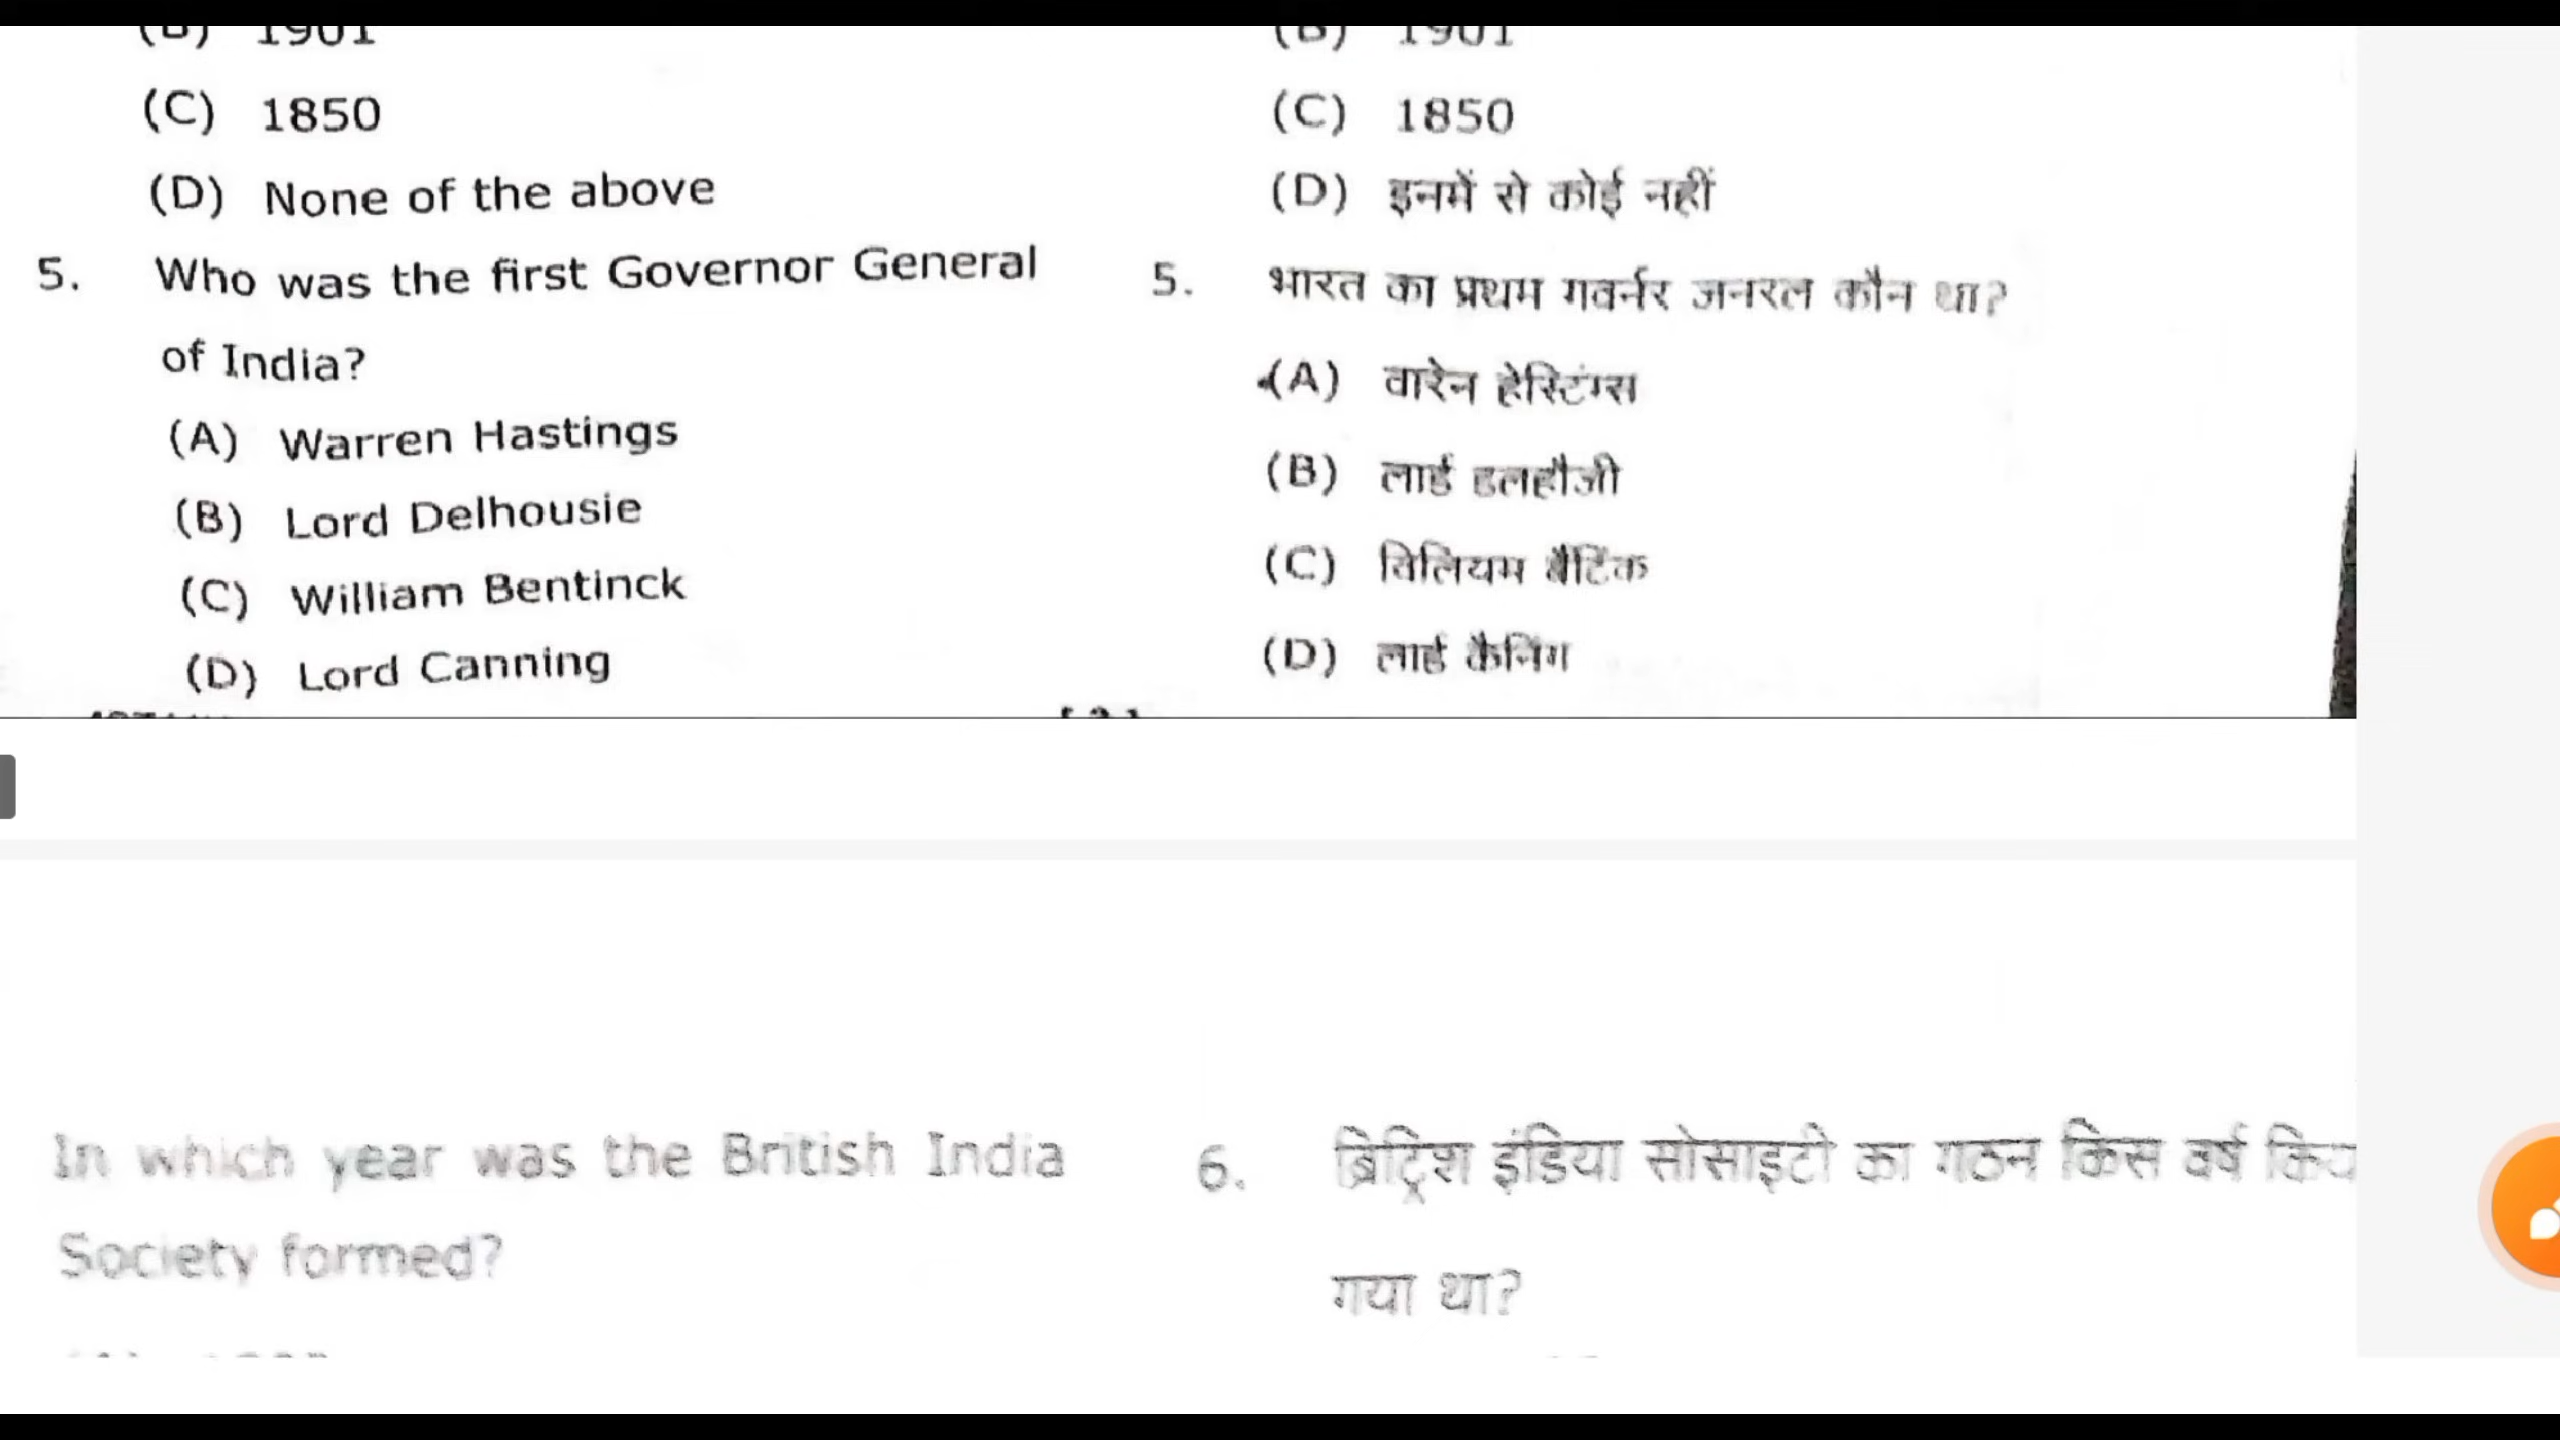 (B) 1901
(C) 1850
(D) None of the above
5. Who was the first Governor General
of India?
(A) Warren Hastings
(B) Lord Delhousie
(C) William Bentinck
(D) Lord Canning
(B) 1901
(C) 1850
(D) इनमें से कोई नहीं
5. भारत का प्रथम गवर्नर जनरल कौन था?
(A) वारेन हेस्टिंग्स
(B) लार्ड डलहौजी
(C) विलियम बैंटिंक
(D) लार्ड कैनिंग
In which year was the British India
Society formed?
6. ब्रिट्रिश इंडिया सोसाइटी का गठन किस वर्ष
गया था?